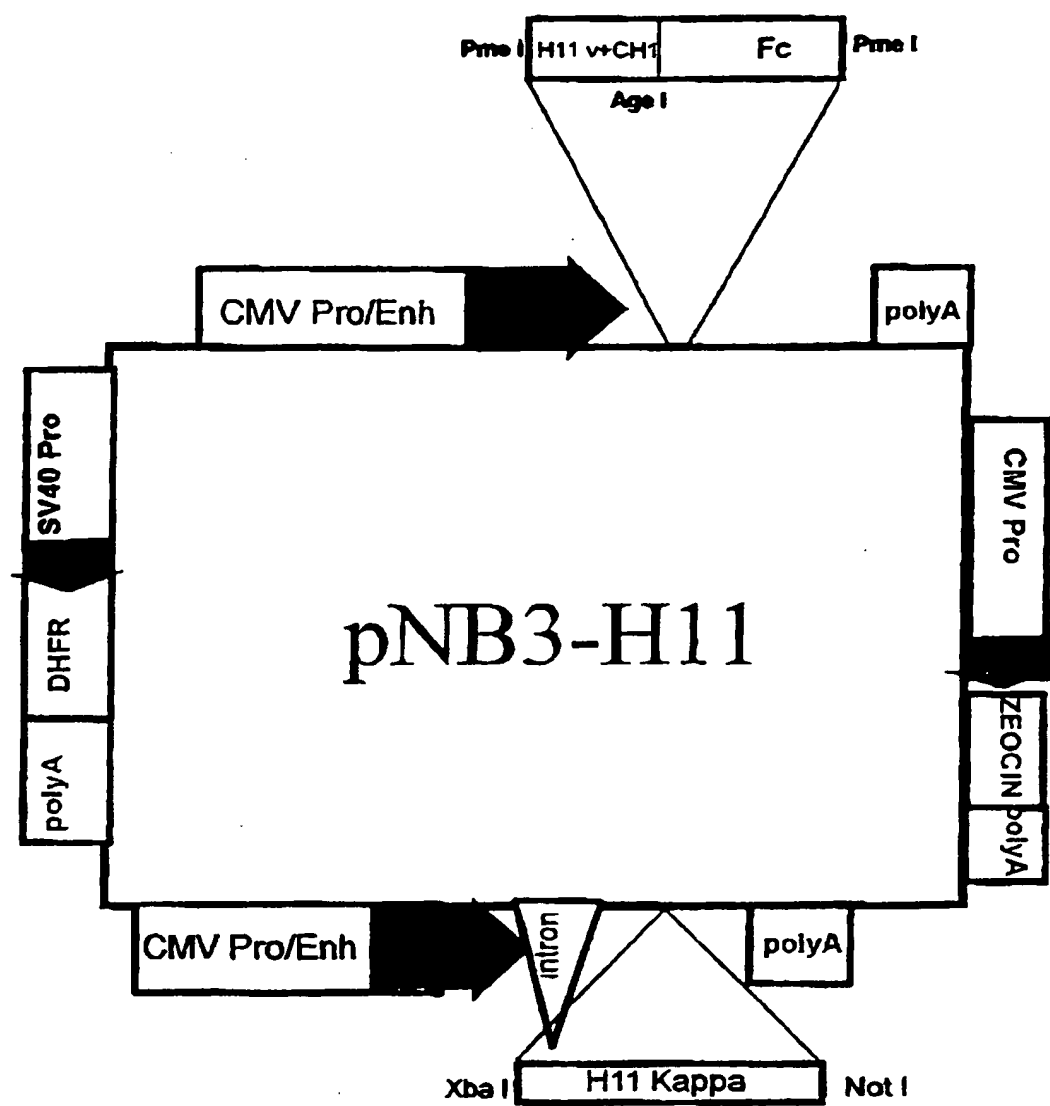 Pme I
H11 v+CH1
Fc
Pme I
Age I
CMV Pro/Enh
polyA
SV40 Pro
CMV Pro
pNB3-H11
DHFR
ZEOCIN
polyA
polyA
CMV Pro/Enh
intron
polyA
Xba I
H11 Kappa
Not I